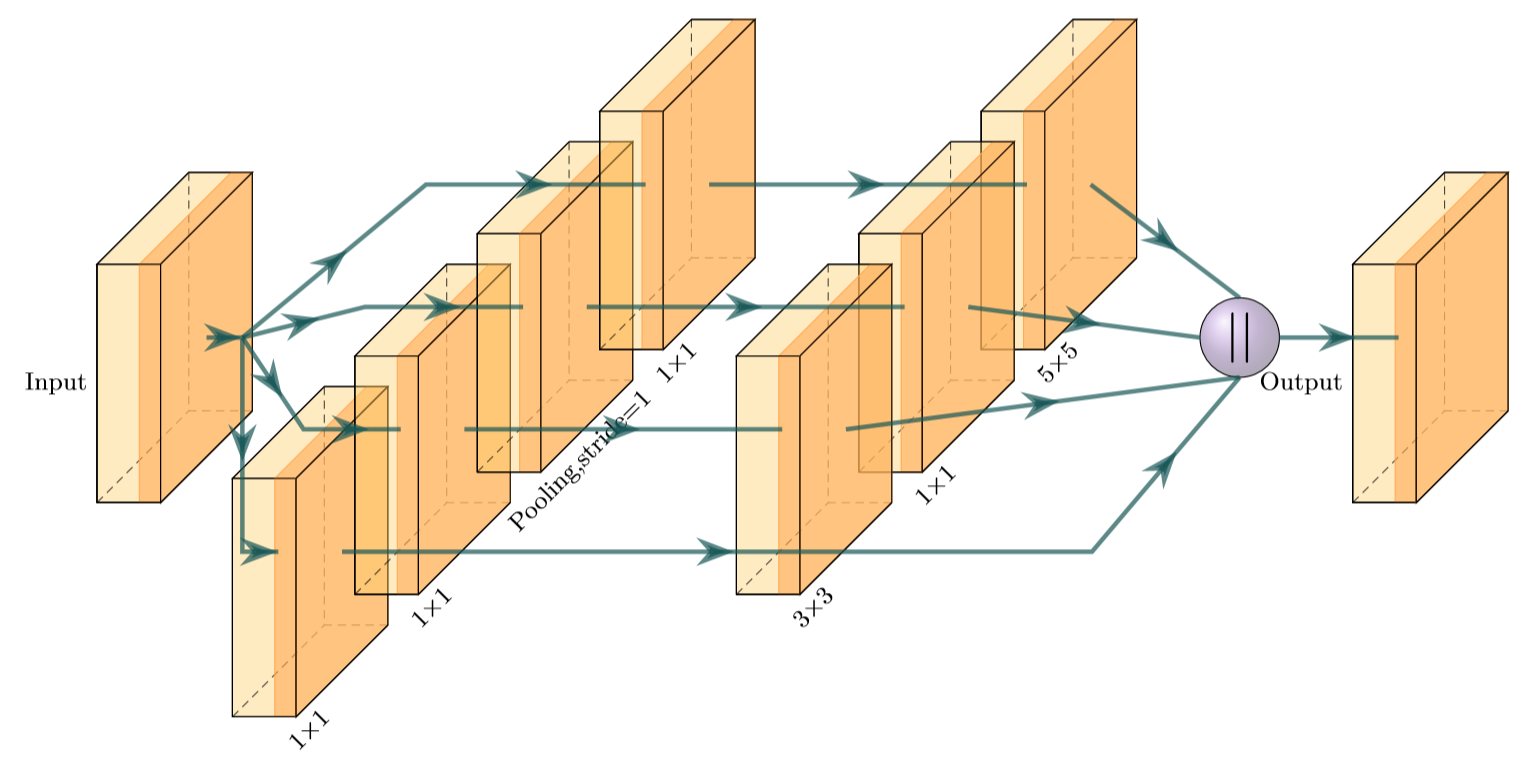 Input
1×1
1×1
Pooling,stride=1
1×1
3×3
1×1
5×5
||
Output